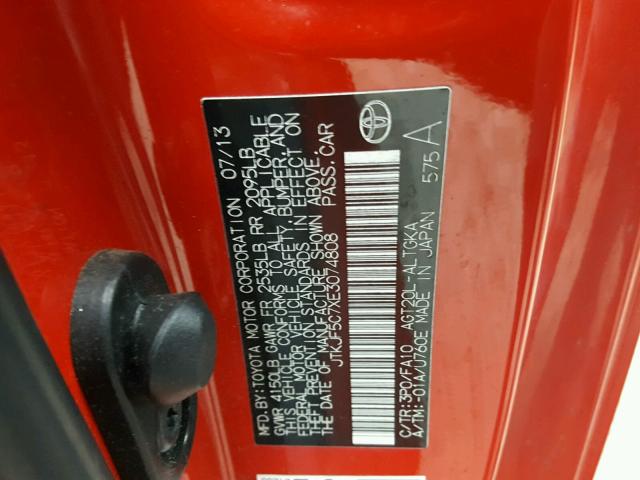 MFD.BY:TOYOTA MOTOR CORPORATION 07/13
GVWR 4150LB GAWR FR 2535LB RR 2095LB
THIS VEHICLE CONFORMS TO ALL APPLICABLE
FEDERAL MOTOR VEHICLE SAFETY, BUMPER AND
THEFT PREVENTION STANDARDS IN EFFECT ON
THE DATE OF MANUFACTURE SHOWN ABOVE.
JTKJF5C7XE3074808 PASS.CAR
C/TR:3P0/FA10 AGT20L-ALTGKA
A/TM:-01A/U760E MADE IN JAPAN 575 A